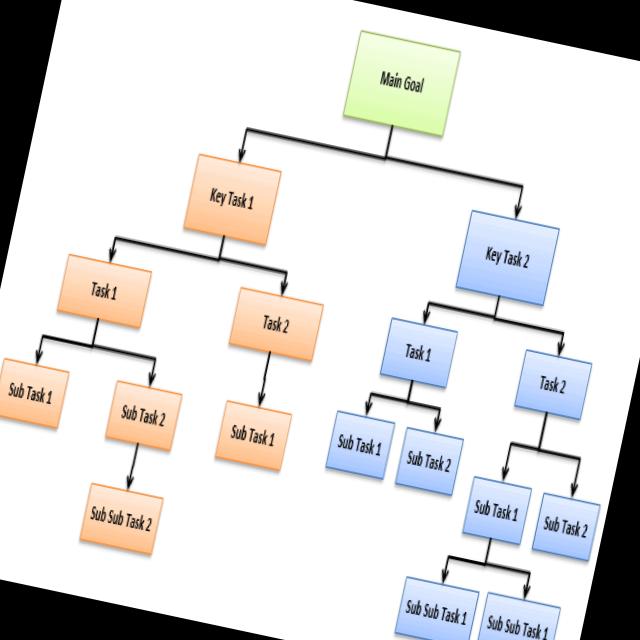 Main Goal
Key Task 1
Key Task 2
Task 1
Task 2
Task 1
Task 2
Sub Task 1
Sub Task 2
Sub Task 1
Sub Task 1
Sub Task 2
Sub Task 1
Sub Task 2
Sub Sub Task 2
Sub Sub Task 1
Sub Sub Task 1